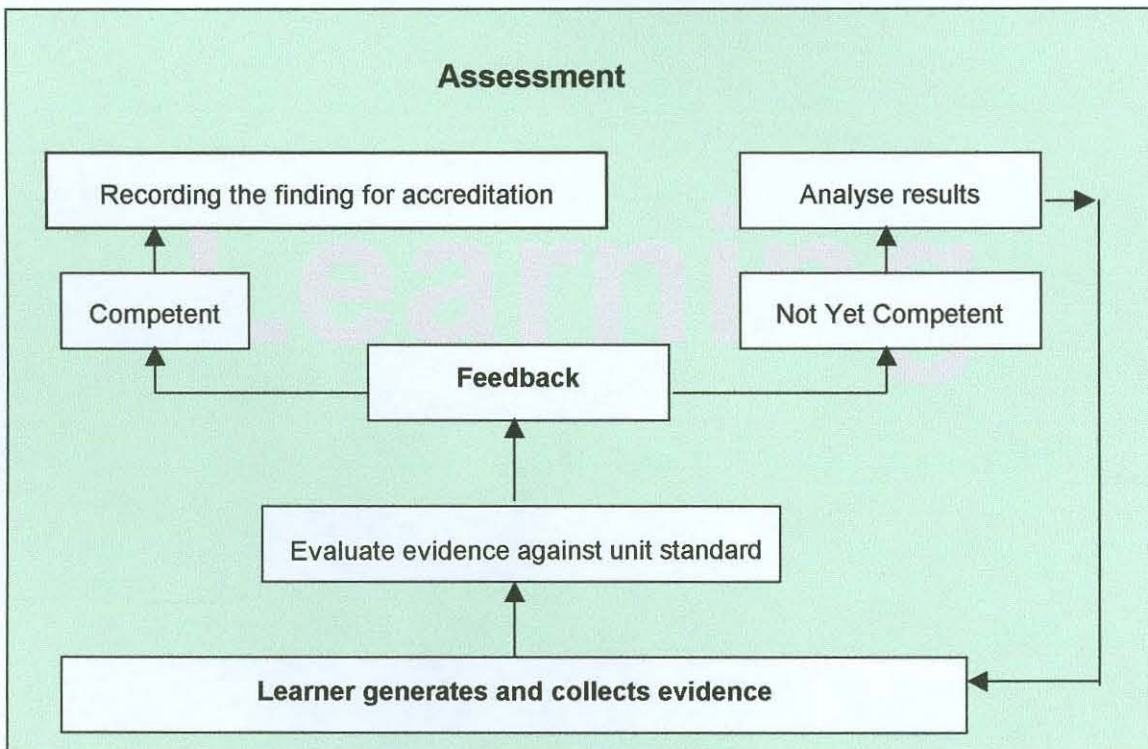 Assessment
Recording the finding for accreditation
Analyse results
Learning
Competent
Not Yet Competent
Feedback
Evaluate evidence against unit standard
Learner generates and collects evidence